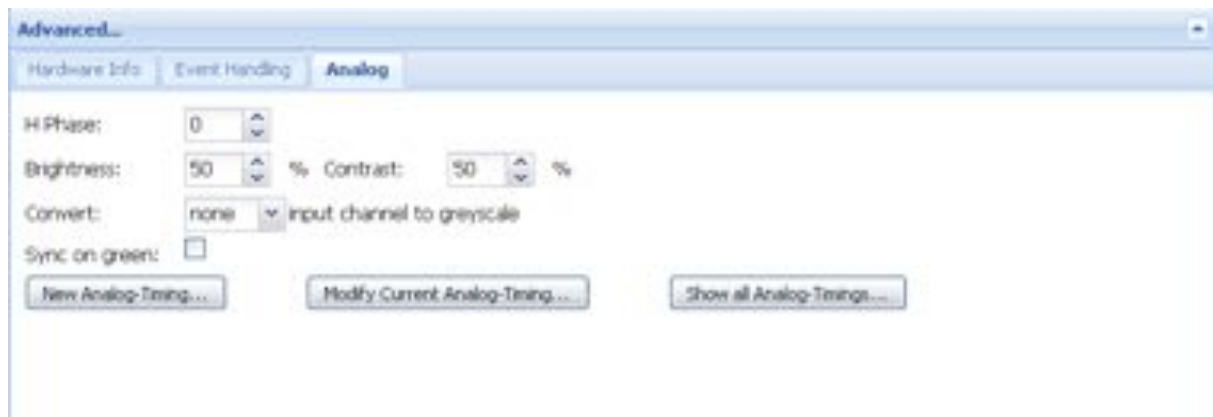 Advanced...
Hardware Info Event Handling Analog
H Phase: 0
Brightness: 50 % Contrast: 50 %
Convert: none input channel to greyscale
Sync on green:
New Analog-Timing... Modify Current Analog-Timing... Show all Analog-Timings...